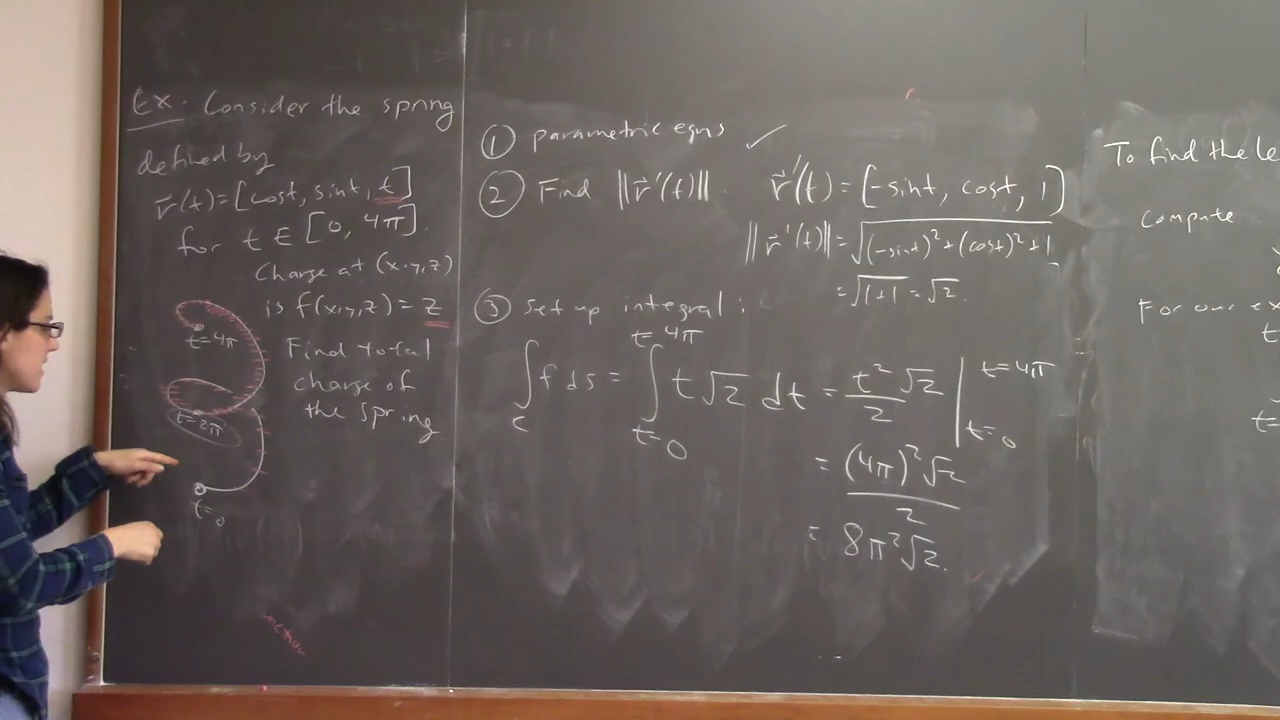 Ex. Consider the spring
defined by
r⃗(t)=[cost, sint, t]
for t ∈ [0, 4π].
Charge at (x,y,z)
is f(x,y,z) = z
Find total
charge of
the spring
t=4π
t=2π
t=0
① parametric eqns ✓
② Find ||r⃗'(t)|| r⃗'(t) = [-sint, cost, 1]
||r⃗'(t)|| = √((-sint)²+(cost)²+1
= √(1+1) = √2.
③ Set up integral:
∫_C f ds = ∫_{t=0}^{t=4π} t√2 dt = t²√2/2 |_{t=0}^{t=4π}
= (4π)²√2/2
= 8π²√2.
To find the le
compute
For our ex
t
t=